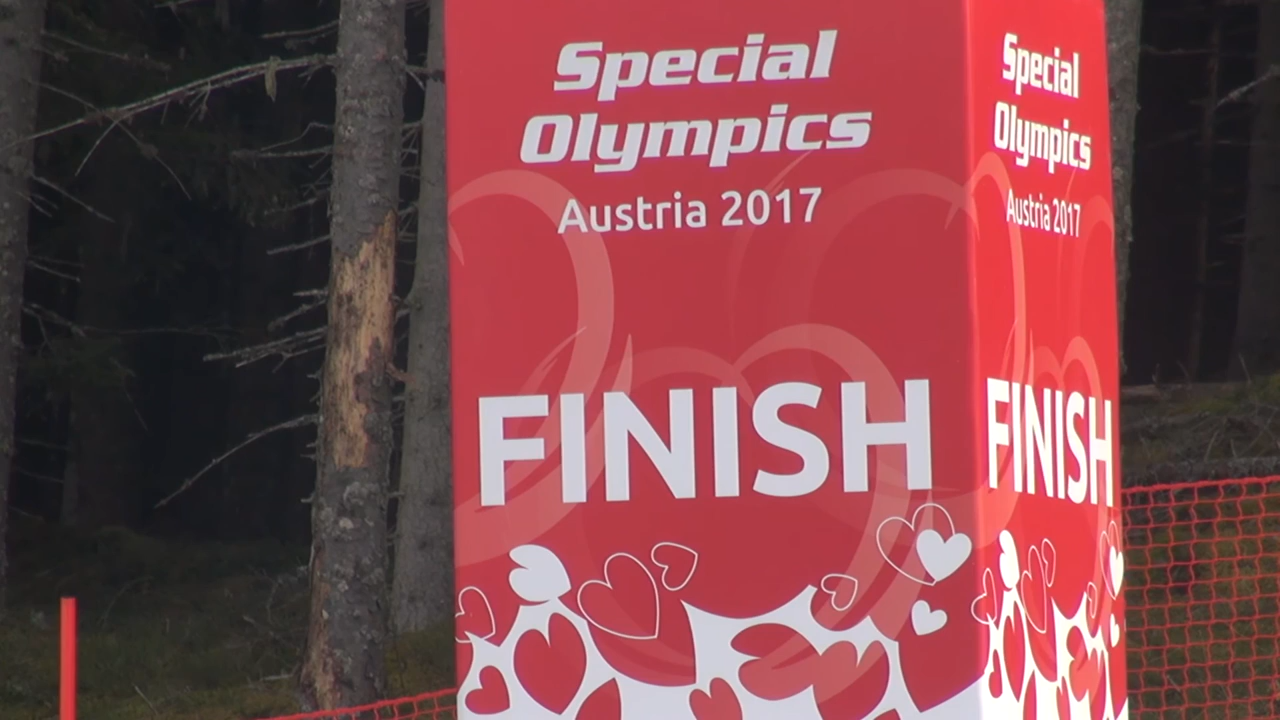 Special
Olympics
Austria 2017
FINISH
Special
Olympics
Austria 2017
FINISH